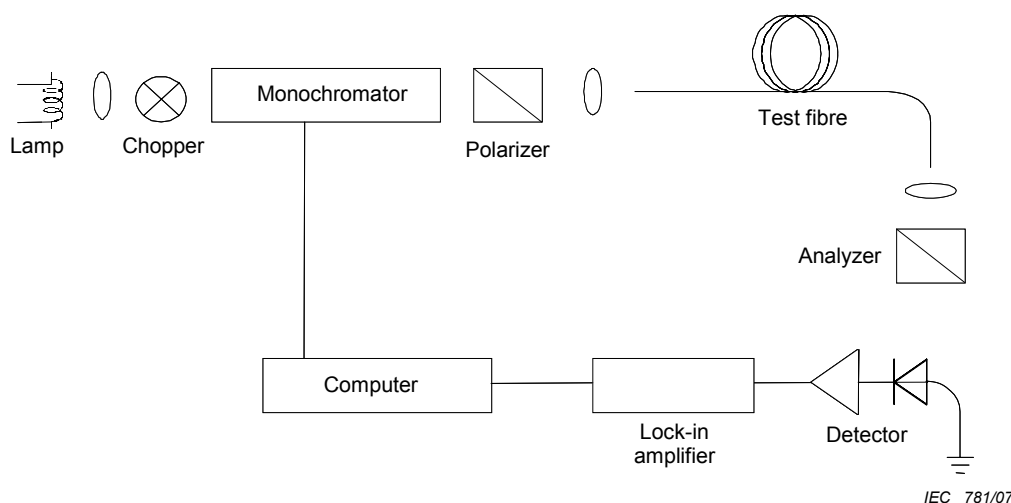 Lamp
Chopper
Monochromator
Polarizer
Test fibre
Analyzer
Computer
Lock-in
amplifier
Detector
IEC 781/07